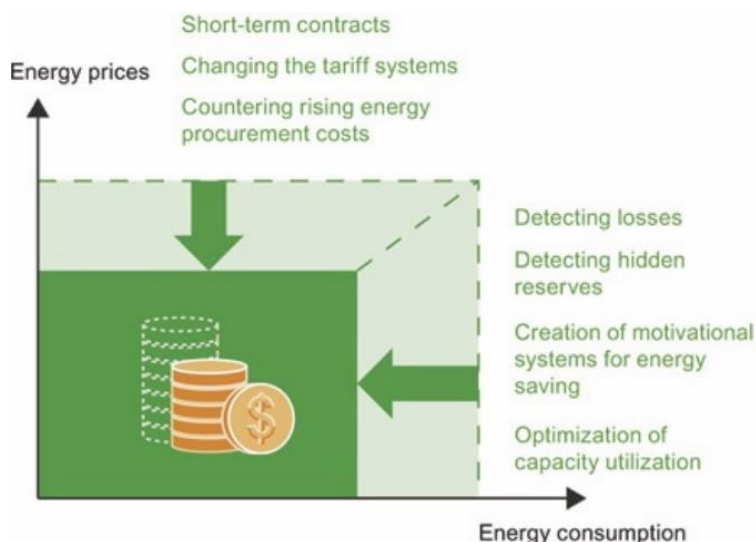 Short-term contracts
Energy prices
Changing the tariff systems
Countering rising energy
procurement costs
Detecting losses
Detecting hidden
reserves
Creation of motivational
systems for energy
saving
$
Optimization of
capacity utilization
Energy consumption